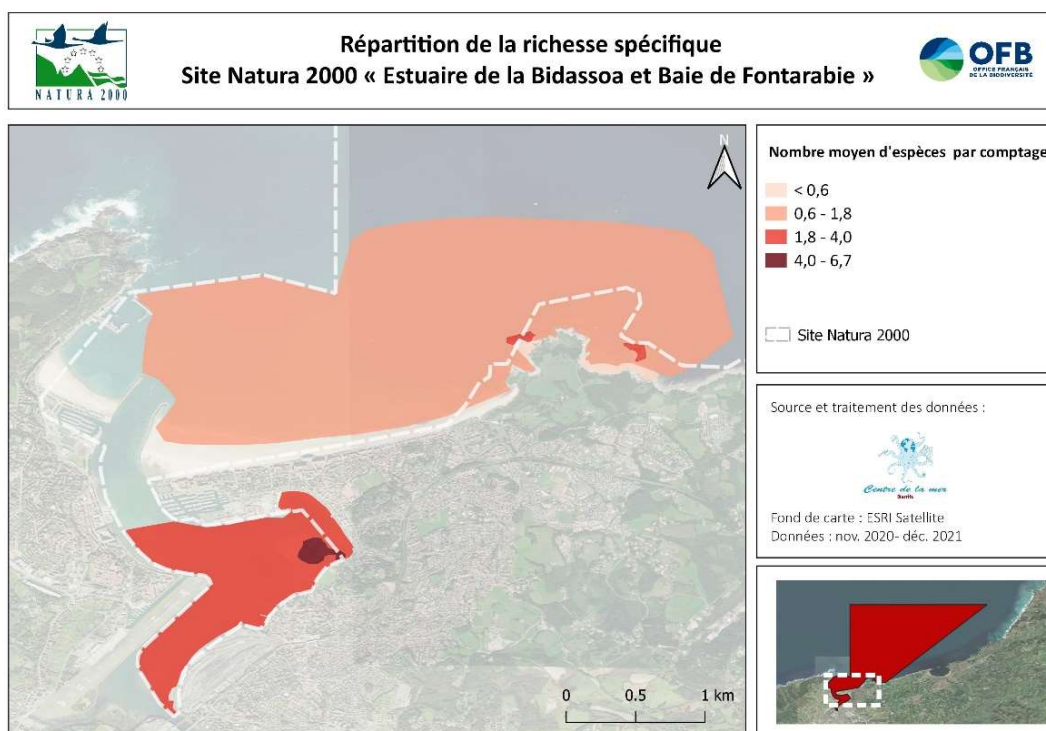 NATURA 2000
Répartition de la richesse spécifique
Site Natura 2000 « Estuaire de la Bidassoa et Baie de Fontarabie »
OFB
OFFICE FRANÇAIS
DE LA BIODIVERSITÉ
N
0 0.5 1 km
Nombre moyen d'espèces par comptage
< 0,6
0,6 - 1,8
1,8 - 4,0
4,0 - 6,7
Site Natura 2000
Source et traitement des données :
Centre de la mer
Biarritz
Fond de carte : ESRI Satellite
Données : nov. 2020- déc. 2021